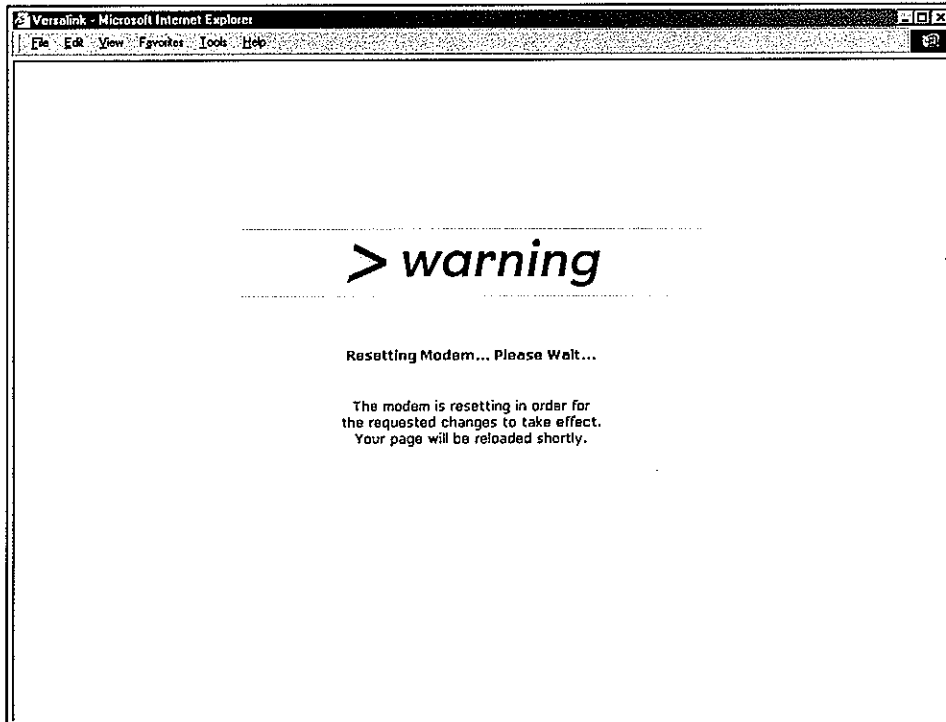 Versalink - Microsoft Internet Explorer
File Edit View Favorites Tools Help
> warning
Resetting Modem... Please Wait...
The modem is resetting in order for
the requested changes to take effect.
Your page will be reloaded shortly.